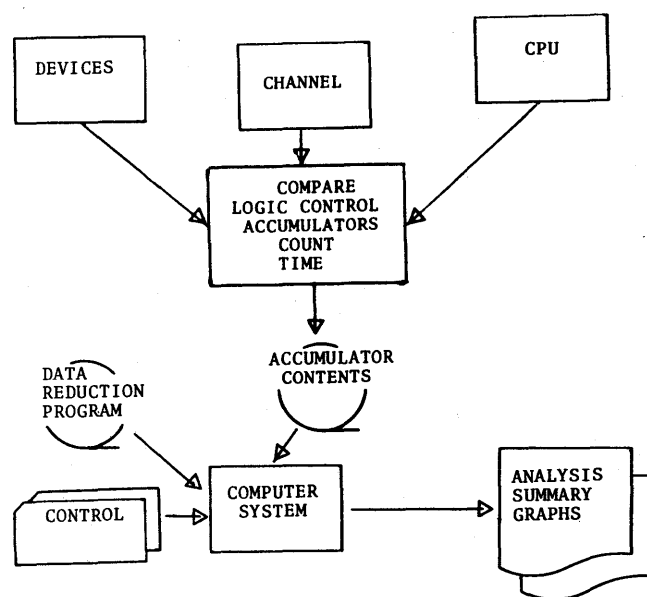 DEVICES
CHANNEL
CPU
COMPARE
LOGIC CONTROL
ACCUMULATORS
COUNT
TIME
ACCUMULATOR
CONTENTS
DATA
REDUCTION
PROGRAM
CONTROL
COMPUTER
SYSTEM
ANALYSIS
SUMMARY
GRAPHS